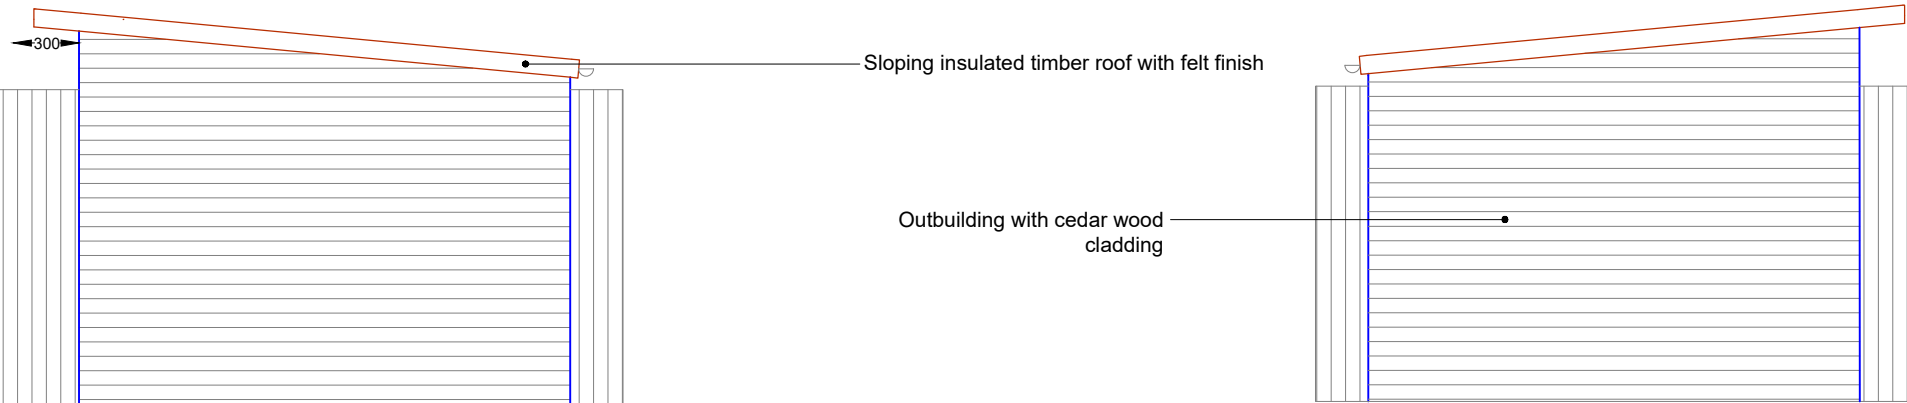 300
Sloping insulated timber roof with felt finish
Outbuilding with cedar wood
cladding